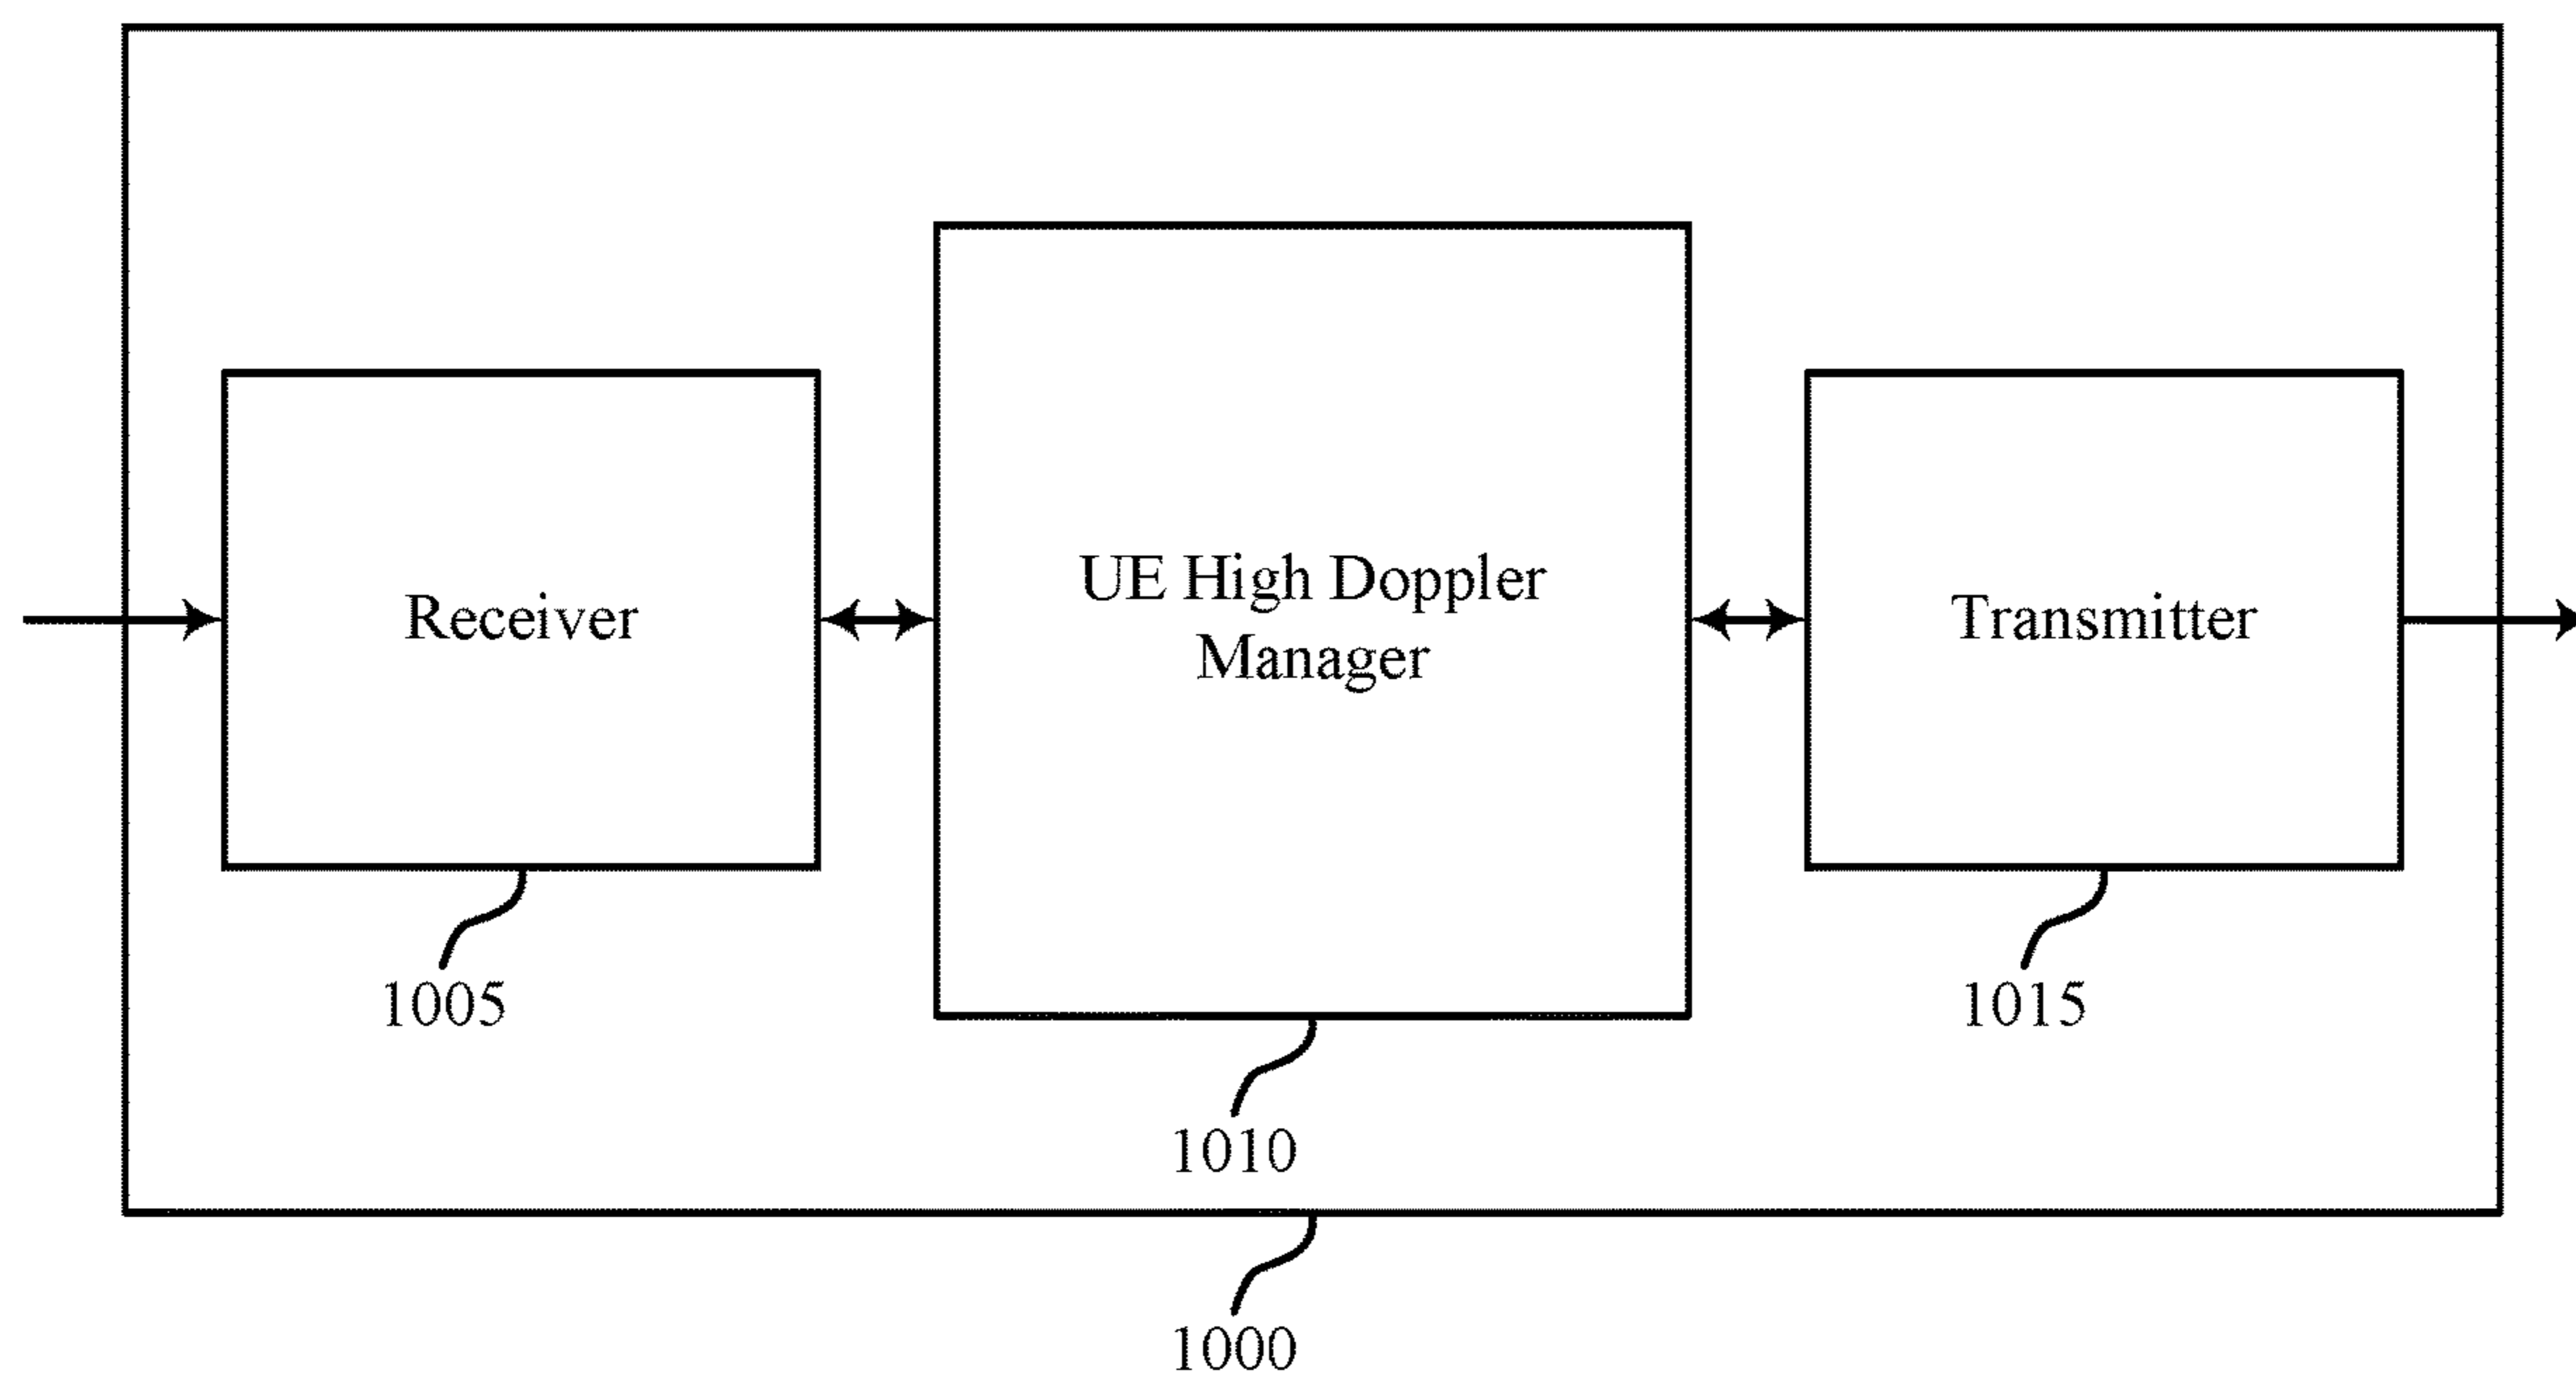 Receiver
UE High Doppler
Manager
Transmitter
1005
1015
1010
1000